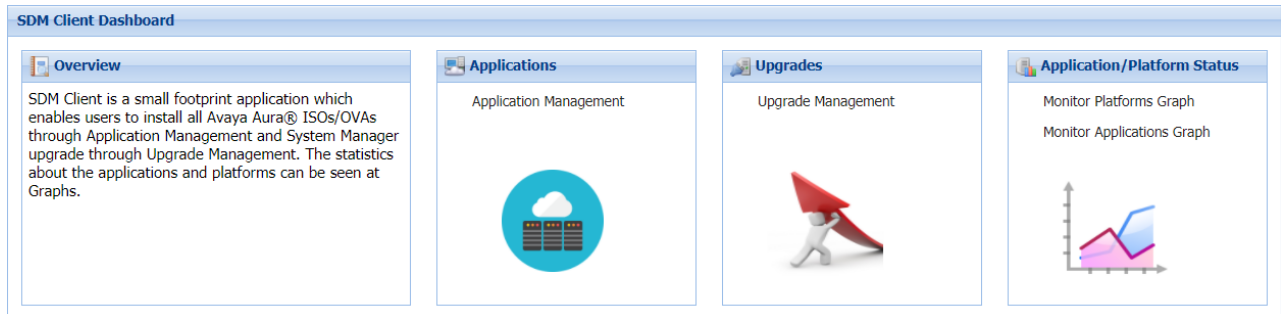 SDM Client Dashboard
Overview
SDM Client is a small footprint application which
enables users to install all Avaya Aura® ISOs/OVAs
through Application Management and System Manager
upgrade through Upgrade Management. The statistics
about the applications and platforms can be seen at
Graphs.
Applications
Application Management
Upgrades
Upgrade Management
Application/Platform Status
Monitor Platforms Graph
Monitor Applications Graph